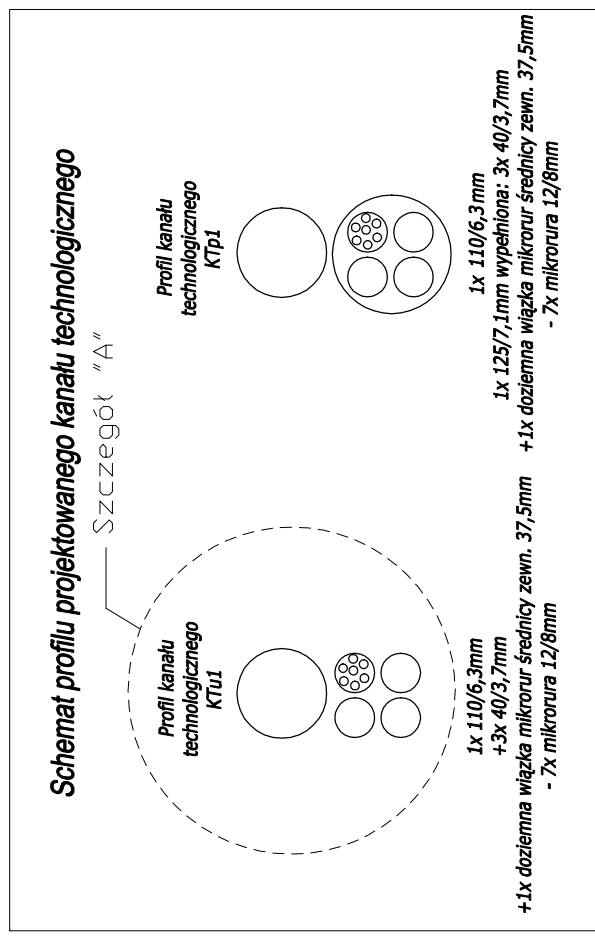 Schemat profilu projektowanego kanału technologicznego
Szczegół "A"
Profil kanału
technologicznego
KTu1
1x 110/6,3mm
+3x 40/3,7mm
+1x doziemna wiązka mikrorur średnicy zewn. 37,5mm
- 7x mikrorura 12/8mm
Profil kanału
technologicznego
KTp1
1x 110/6,3mm
1x 125/7,1mm wypełniona: 3x 40/3,7mm
+1x doziemna wiązka mikrorur średnicy zewn. 37,5mm
- 7x mikrorura 12/8mm